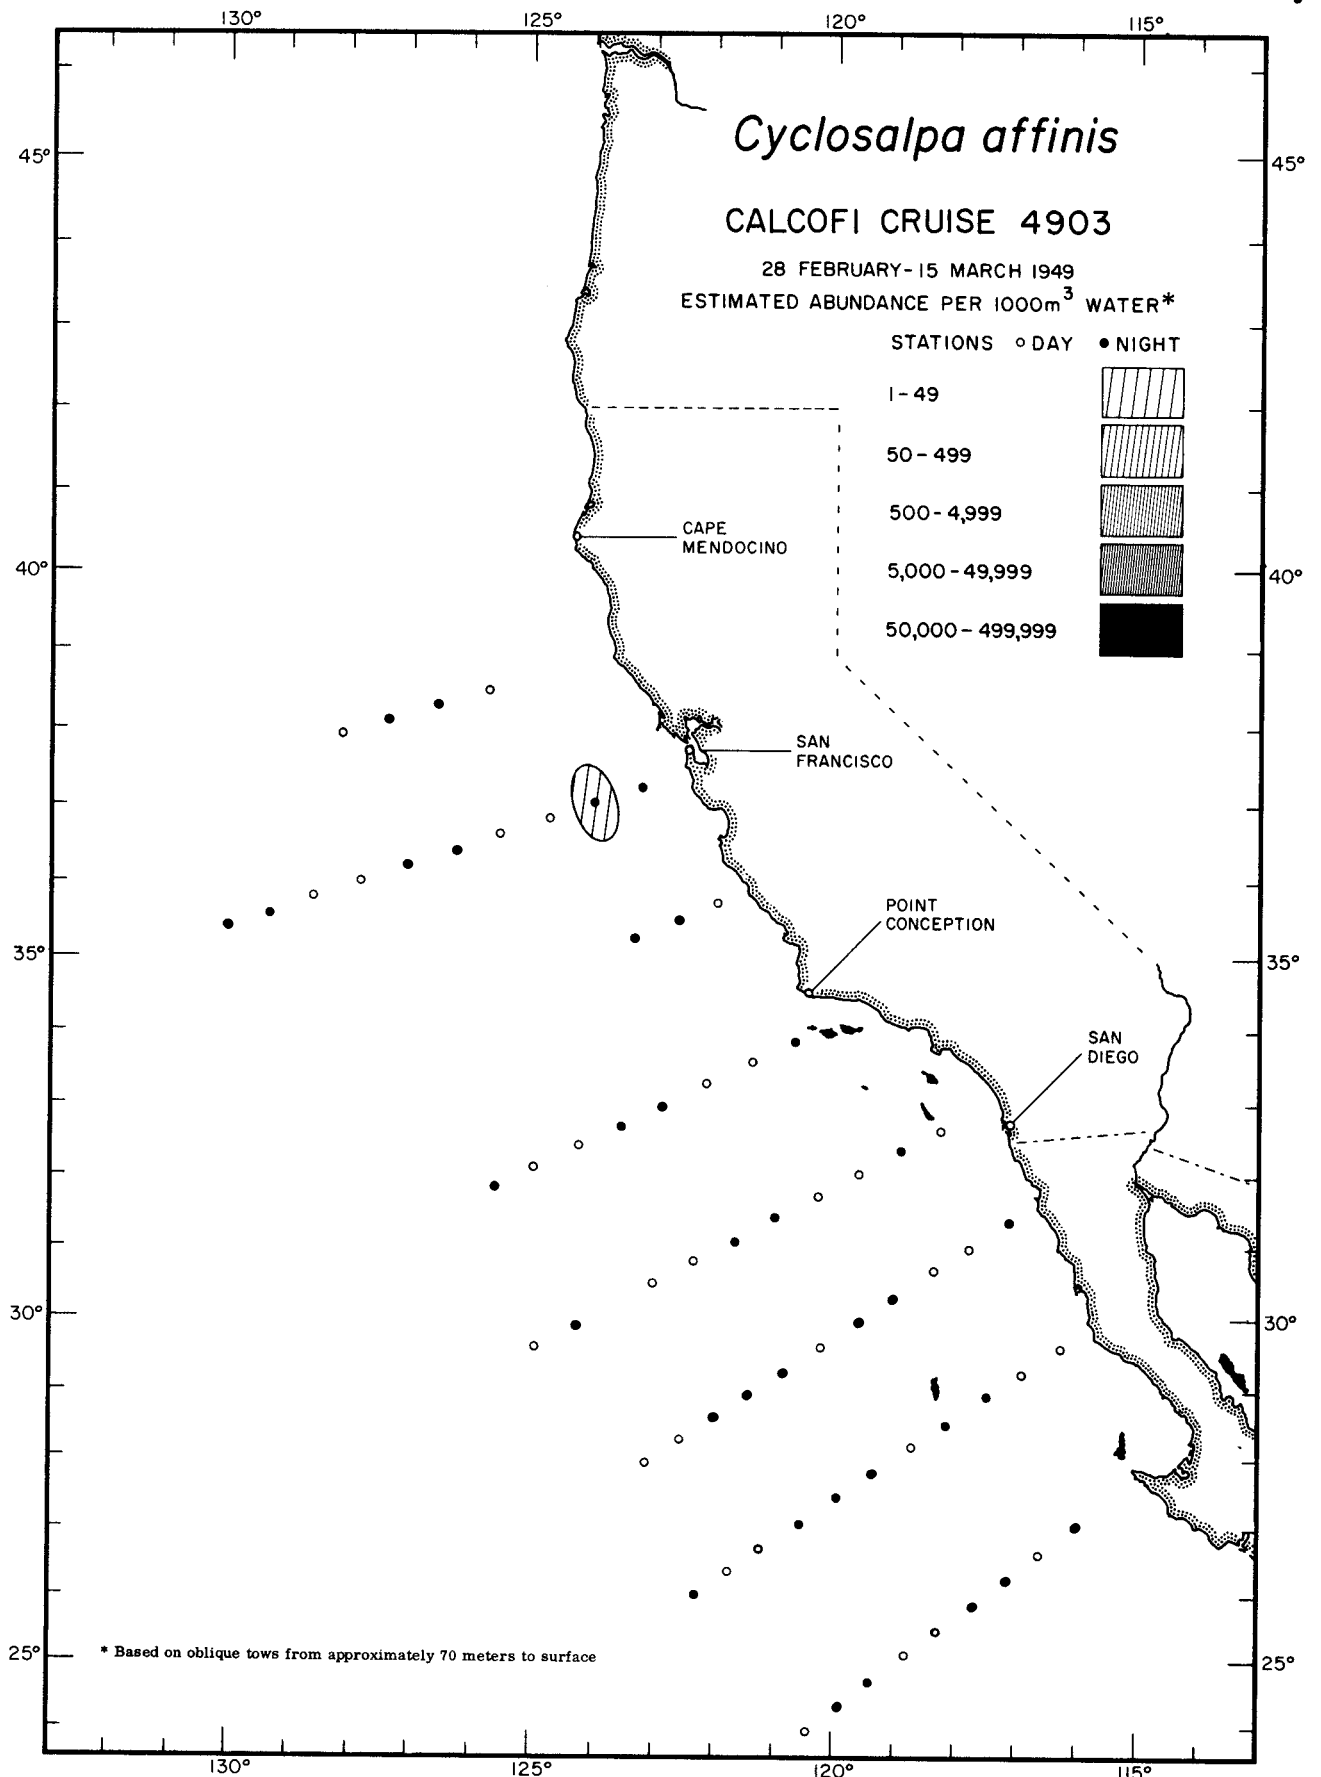 130° 125° 120° 115°
Cyclosalpa affinis
45° 45°
CALCOFI CRUISE 4903
28 FEBRUARY-15 MARCH 1949
ESTIMATED ABUNDANCE PER 1000m³ WATER*
STATIONS ○ DAY ● NIGHT
1-49
50-499
500-4,999
5,000-49,999
50,000-499,999
CAPE
MENDOCINO
40° 40°
SAN
FRANCISCO
POINT
CONCEPTION
35° 35°
SAN
DIEGO
30° 30°
25° 25°
* Based on oblique tows from approximately 70 meters to surface
130° 125° 120° 115°